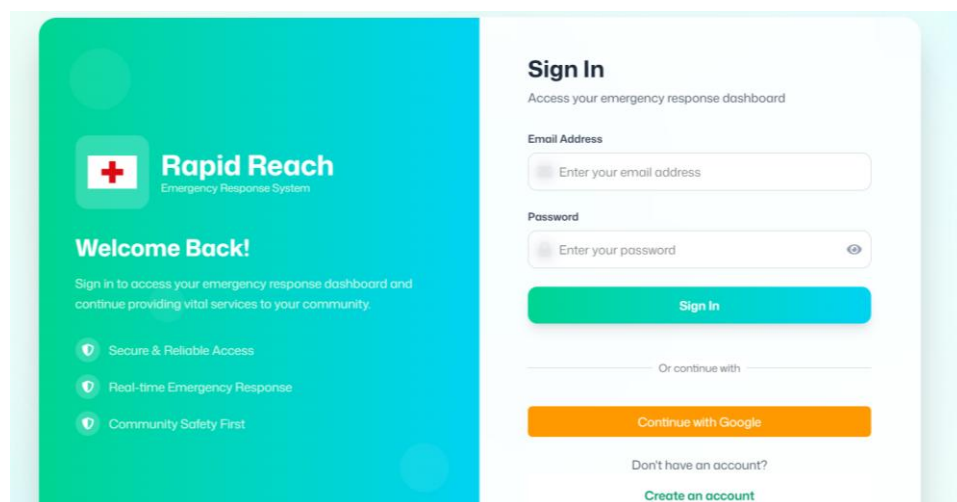 Rapid Reach
Emergency Response System
Welcome Back!
Sign in to access your emergency response dashboard and
continue providing vital services to your community.
Secure & Reliable Access
Real-time Emergency Response
Community Safety First
Sign In
Access your emergency response dashboard
Email Address
Enter your email address
Password
Enter your password
Sign In
Or continue with
Continue with Google
Don't have an account?
Create an account